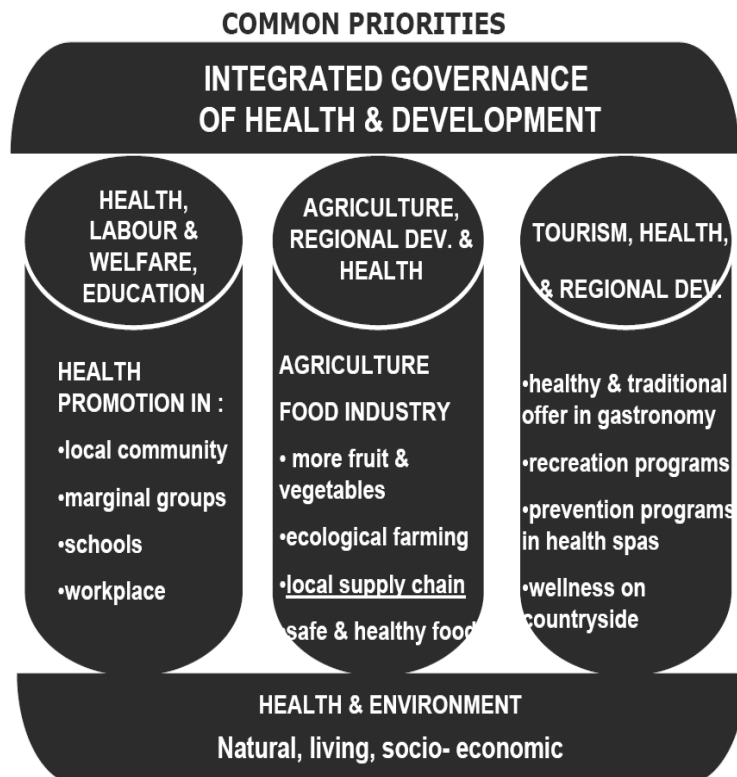 COMMON PRIORITIES
INTEGRATED GOVERNANCE
OF HEALTH & DEVELOPMENT
HEALTH,
LABOUR &
WELFARE,
EDUCATION
HEALTH
PROMOTION IN :
•local community
•marginal groups
•schools
•workplace
AGRICULTURE,
REGIONAL DEV. &
HEALTH
AGRICULTURE
FOOD INDUSTRY
• more fruit &
vegetables
•ecological farming
•local supply chain
•safe & healthy food
TOURISM, HEALTH,
& REGIONAL DEV.
•healthy & traditional
offer in gastronomy
•recreation programs
•prevention programs
in health spas
•wellness on
countryside
HEALTH & ENVIRONMENT
Natural, living, socio- economic